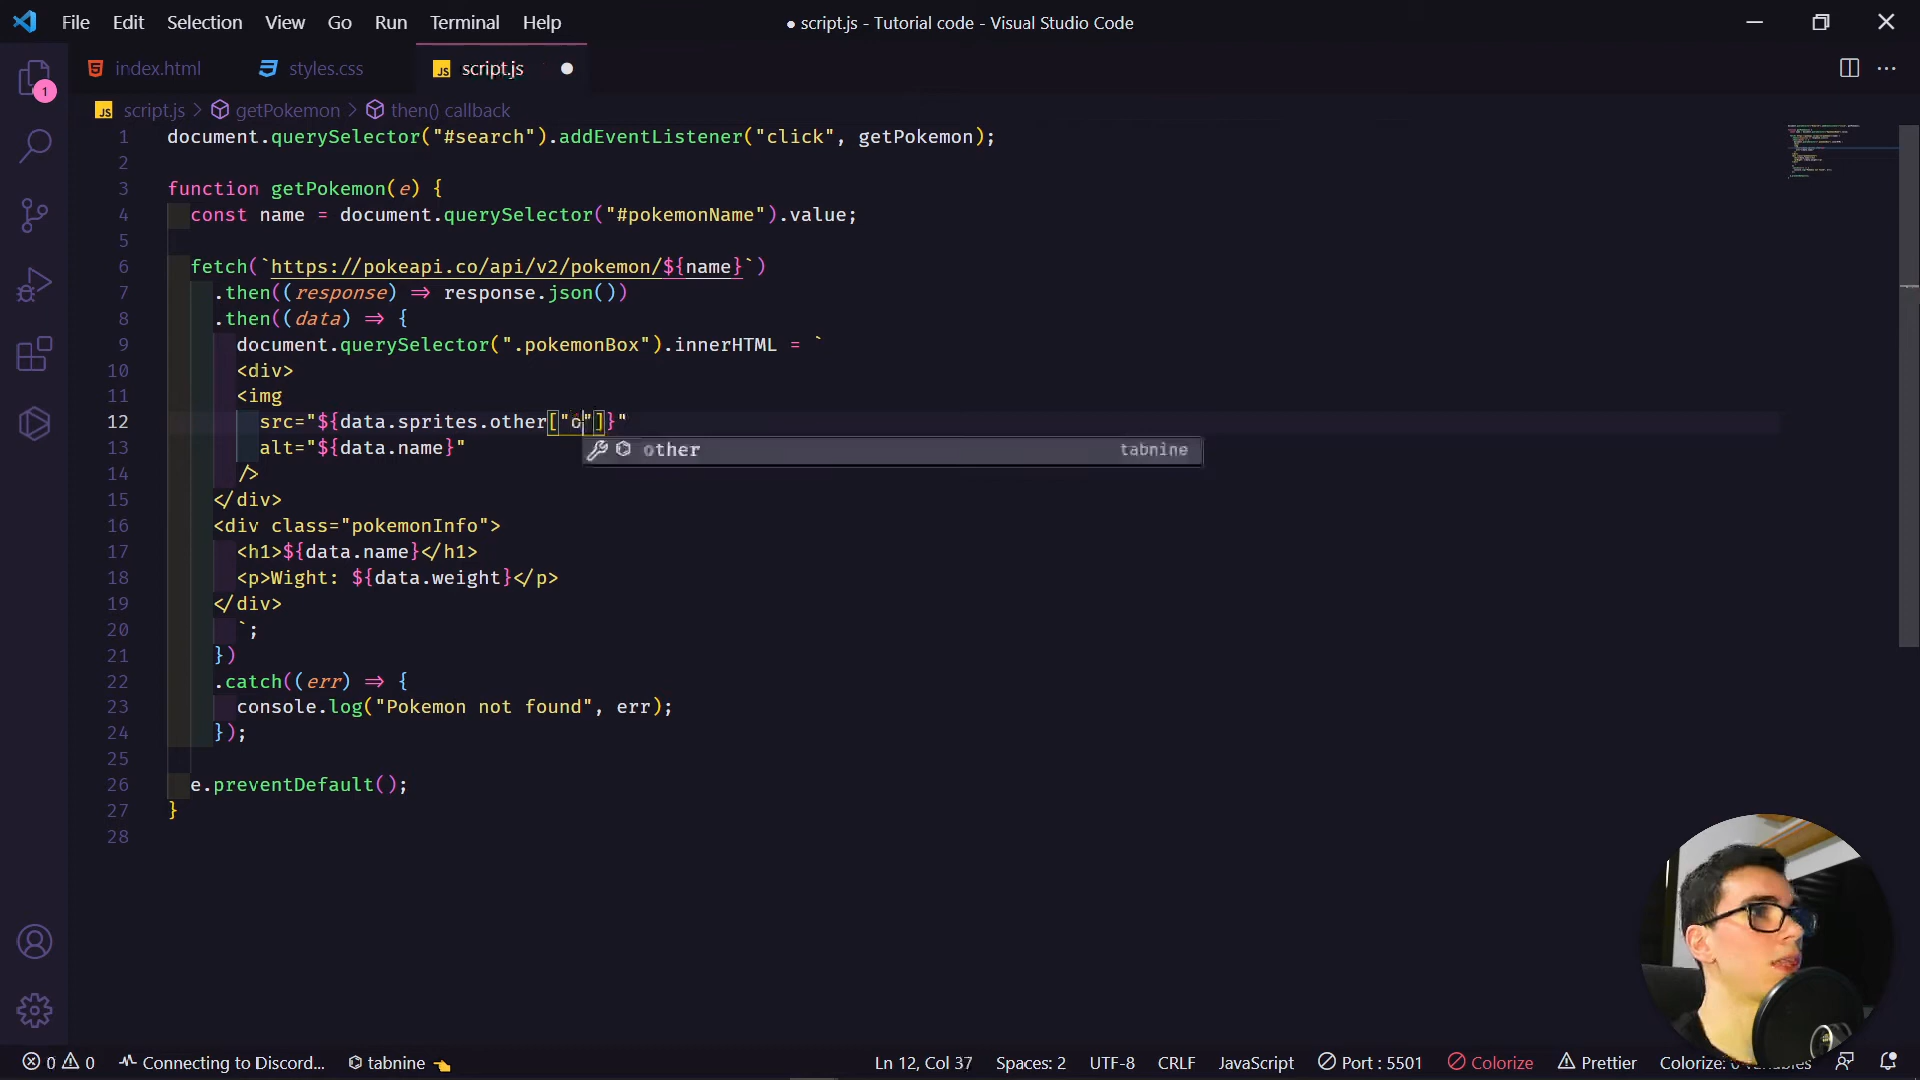 File Edit Selection View Go Run Terminal Help
● script.js - Tutorial code - Visual Studio Code
index.html styles.css JS script.js
JS script.js > getPokemon > then() callback
1
1 document.querySelector("#search").addEventListener("click", getPokemon);
2
3 function getPokemon(e) {
4 const name = document.querySelector("#pokemonName").value;
5
6 fetch(`https://pokeapi.co/api/v2/pokemon/${name}`)
7 .then((response) => response.json())
8 .then((data) => {
9 document.querySelector(".pokemonBox").innerHTML = `
10 <div>
11 <img
12 src="${data.sprites.other["o"]}"
other tabnine
13 alt="${data.name}"
14 />
15 </div>
16 <div class="pokemonInfo">
17 <h1>${data.name}</h1>
18 <p>Wight: ${data.weight}</p>
19 </div>
20 `;
21 })
22 .catch((err) => {
23 console.log("Pokemon not found", err);
24 });
25
26 e.preventDefault();
27 }
28
0 0 Connecting to Discord... tabnine Ln 12, Col 37 Spaces: 2 UTF-8 CRLF JavaScript Port : 5501 Colorize Prettier Colorize: